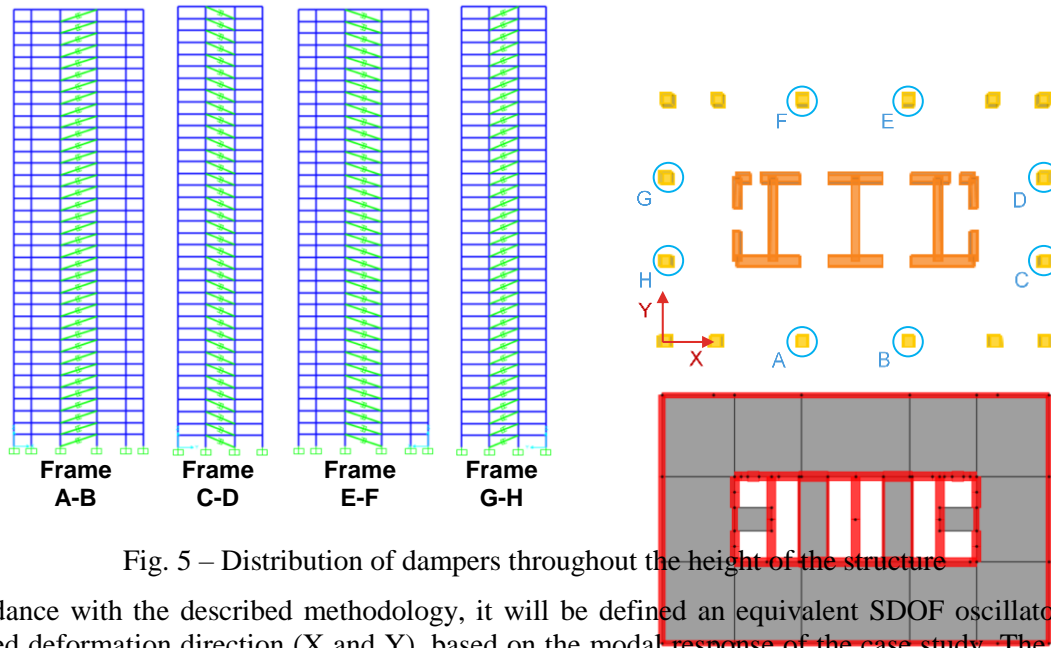 F
E
G
D
H
C
Y
X
A
B
Frame
A-B
Frame
C-D
Frame
E-F
Frame
G-H
Fig. 5 – Distribution of dampers throughout the height of the structure
dance with the described methodology, it will be defined an equivalent SDOF oscillato
ed deformation direction (X and Y), based on the modal response of the case study. The